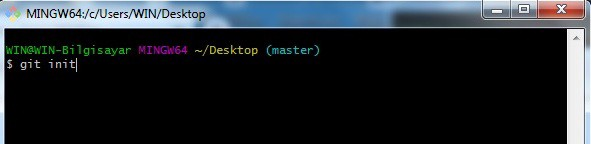 MINGW64:/c/Users/WIN/Desktop
WIN@WIN-Bilgisayar MINGW64 ~/Desktop (master)
$ git init